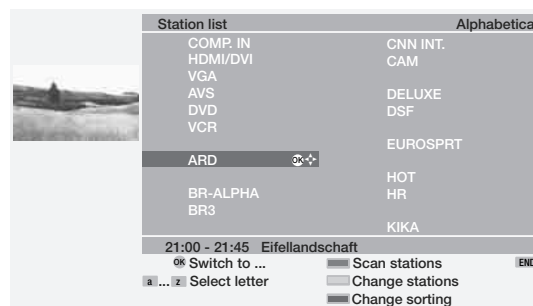 Station list Alphabetica
COMP. IN
HDMI/DVI
VGA
AVS
DVD
VCR
ARD OK
BR-ALPHA
BR3
CNN INT.
CAM
DELUXE
DSF
EUROSPRT
HOT
HR
KIKA
21:00 - 21:45 Eifellandschaft
OK Switch to ...
a ... z Select letter
Scan stations
Change stations
Change sorting
END